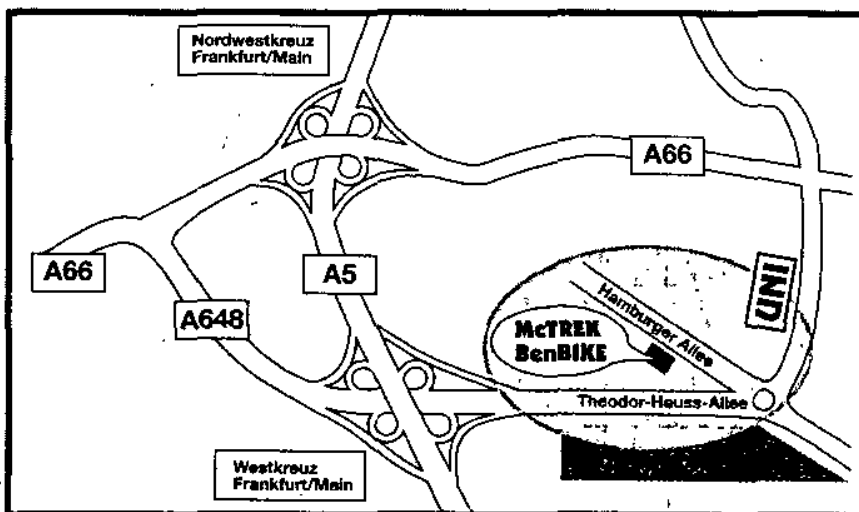 Nordwestkreuz
Frankfurt/Main
A66
A66
A5
A648
UNI
Hamburger Allee
McTREK
BenBIKE
Theodor-Heuss-Allee
Westkreuz
Frankfurt/Main